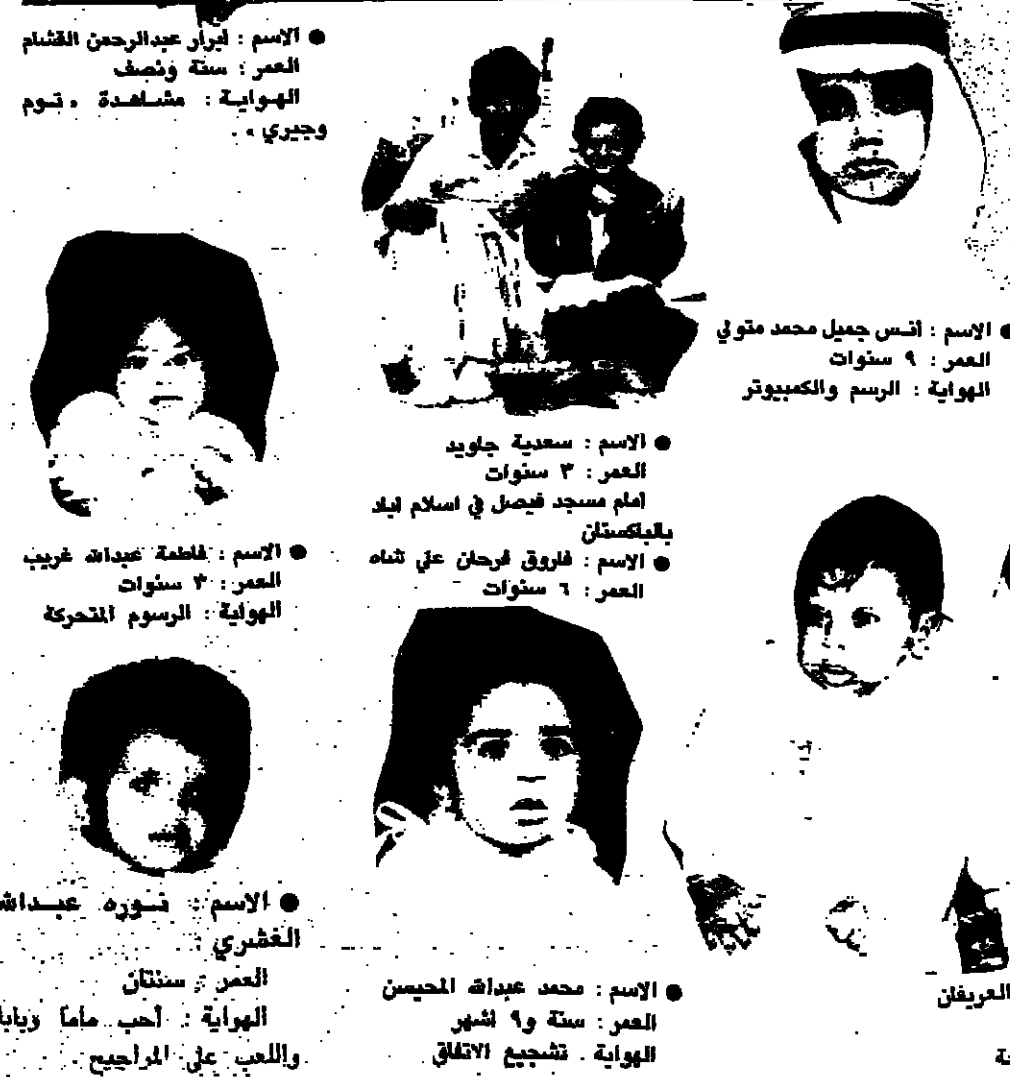 ● الاسم : أنس جميل محمد متولي
العمر : ٩ سنوات
الهواية : الرسم والكمبيوتر
العريفان
● الاسم : سعدية جاويد
العمر : ٣ سنوات
أمام مسجد فيصل في اسلام اباد
بالباكستان
● الاسم : فاروق فرحان علي شاه
العمر : ٦ سنوات
● الاسم : محمد عبدالله المحيسن
العمر : سنة و٩ اشهر
الهواية . تشجيع الاتفاق
● الاسم : ابرار عبدالرحمن القشام
العمر : سنة ونصف
الهواية : مشاهدة « توم
وجيري » .
● الاسم : فاطمة عبدالله غريب
العمر : ٣ سنوات
الهواية : الرسوم المتحركة
● الاسم : نوره عبدالله
الغشري :
العمر : سنتان
الهواية : أحب ماما وبابا
واللعب على المراجيح .